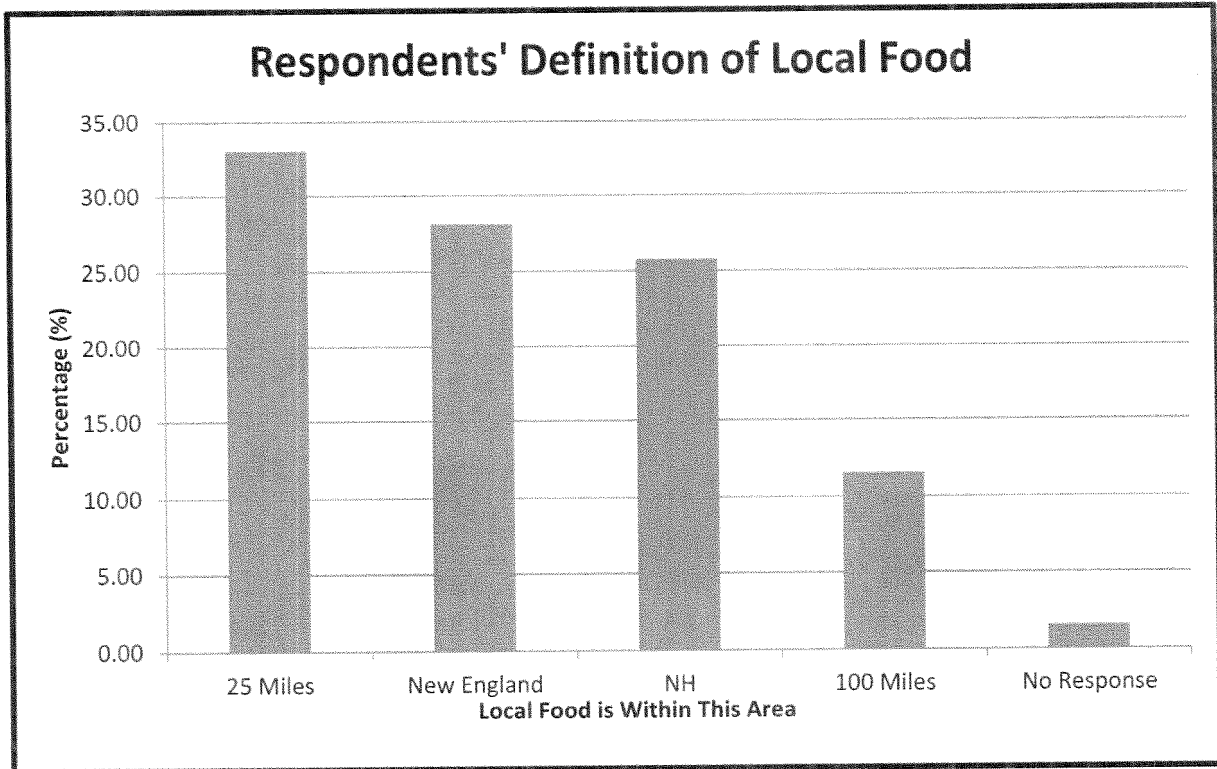 Respondents' Definition of Local Food
35.00
30.00
25.00
20.00
15.00
10.00
5.00
0.00
Percentage (%)
25 Miles New England NH 100 Miles No Response
Local Food is Within This Area